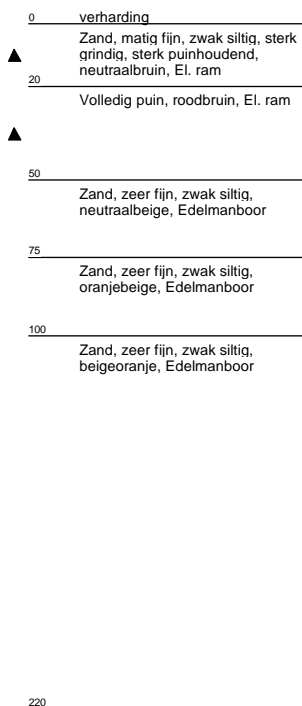 0 verharding
Zand, matig fijn, zwak siltig, sterk
grindig, sterk puinhoudend,
neutraalbruin, El. ram
20
Volledig puin, roodbruin, El. ram
50
Zand, zeer fijn, zwak siltig,
neutraalbeige, Edelmanboor
75
Zand, zeer fijn, zwak siltig,
oranjebeige, Edelmanboor
100
Zand, zeer fijn, zwak siltig,
beigeoranje, Edelmanboor
220